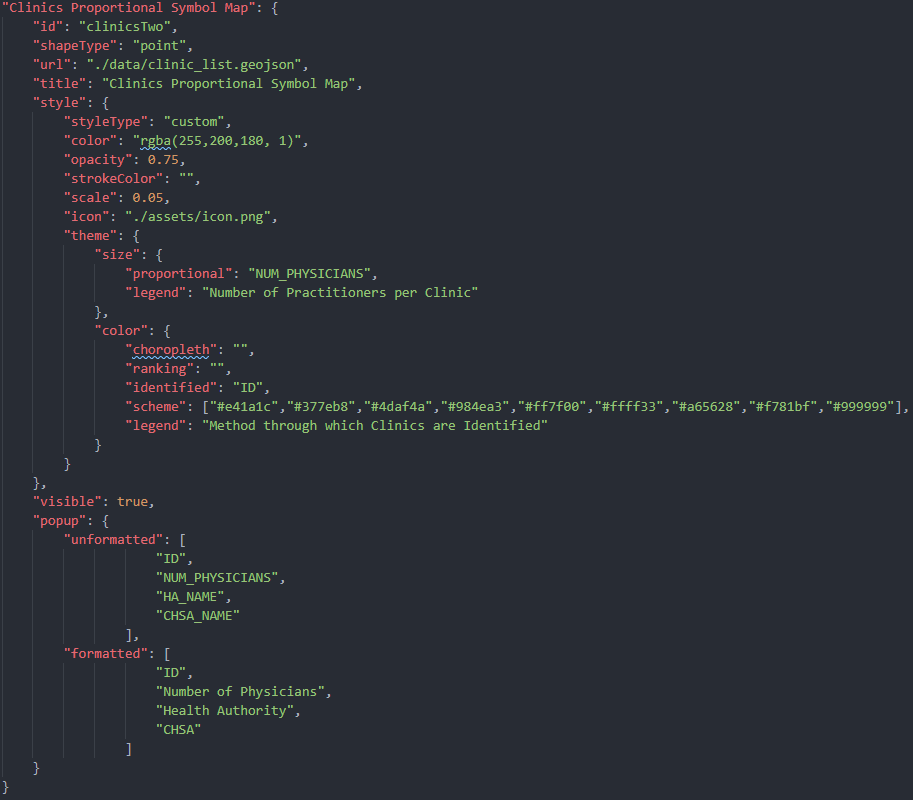 "Clinics Proportional Symbol Map": {
    "id": "clinicsTwo",
    "shapeType": "point",
    "url": "./data/clinic_list.geojson",
    "title": "Clinics Proportional Symbol Map",
    "style": {
        "styleType": "custom",
        "color": "rgba(255,200,180, 1)",
        "opacity": 0.75,
        "strokeColor": "",
        "scale": 0.05,
        "icon": "./assets/icon.png",
        "theme": {
            "size": {
                "proportional": "NUM_PHYSICIANS",
                "legend": "Number of Practitioners per Clinic"
            },
            "color": {
                "choropleth": "",
                "ranking": "",
                "identified": "ID",
                "scheme": ["#e41a1c","#377eb8","#4daf4a","#984ea3","#ff7f00","#ffff33","#a65628","#f781bf","#999999"],
                "legend": "Method through which Clinics are Identified"
            }
        }
    },
    "visible": true,
    "popup": {
        "unformatted": [
                    "ID",
                    "NUM_PHYSICIANS",
                    "HA_NAME",
                    "CHSA_NAME"
                ],
        "formatted": [
                    "ID",
                    "Number of Physicians",
                    "Health Authority",
                    "CHSA"
                ]
    }
}